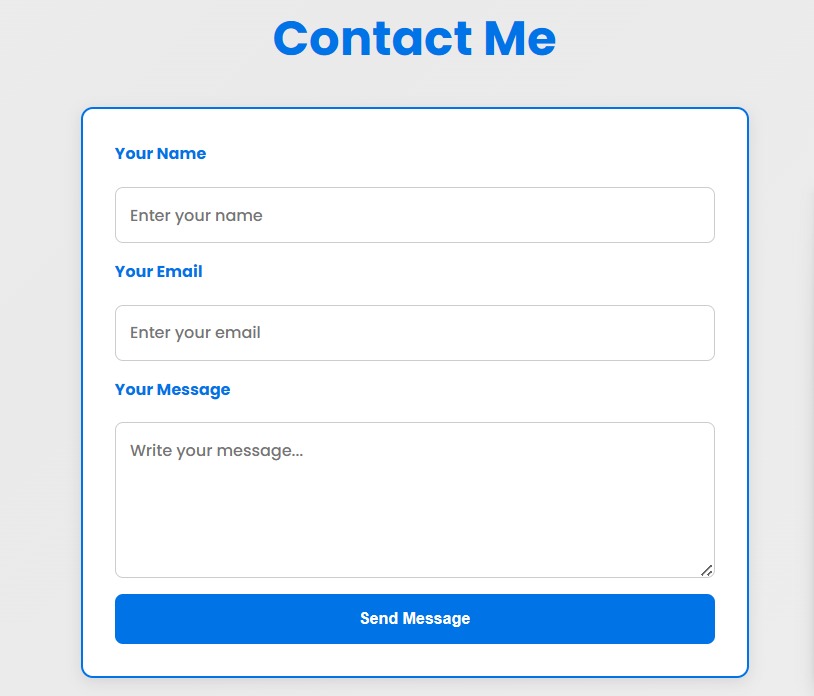 Contact Me
Your Name
Enter your name
Your Email
Enter your email
Your Message
Write your message...
Send Message